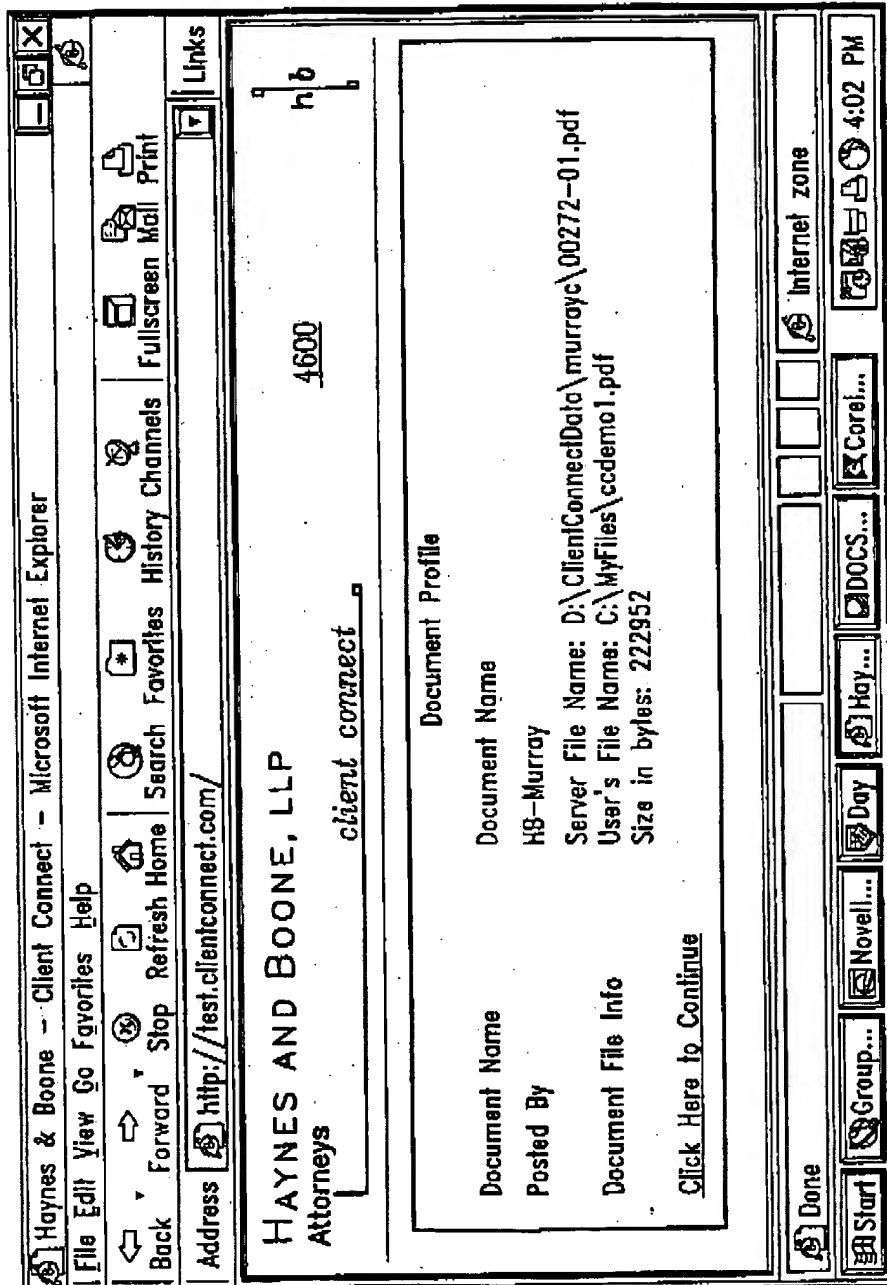 Haynes & Boone - Client Connect - Microsoft Internet Explorer
File Edit View Go Favorites Help
Back Forward Stop Refresh Home Search Favorites History Channels Fullscreen Mail Print
Address http://test.clientconnect.com/ Links
HAYNES AND BOONE, LLP
Attorneys
client connect
4600
h b
Document Profile
Document Name Document Name
Posted By HB-Murray
Document File Info Server File Name: D:\ClientConnectData\murrayc\00272-01.pdf
User's File Name: C:\MyFiles\ccdemo1.pdf
Size in bytes: 222952
Click Here to Continue
Done Internet zone
Start Group... Novell... Day Hay... DOCS... Corel... 4:02 PM